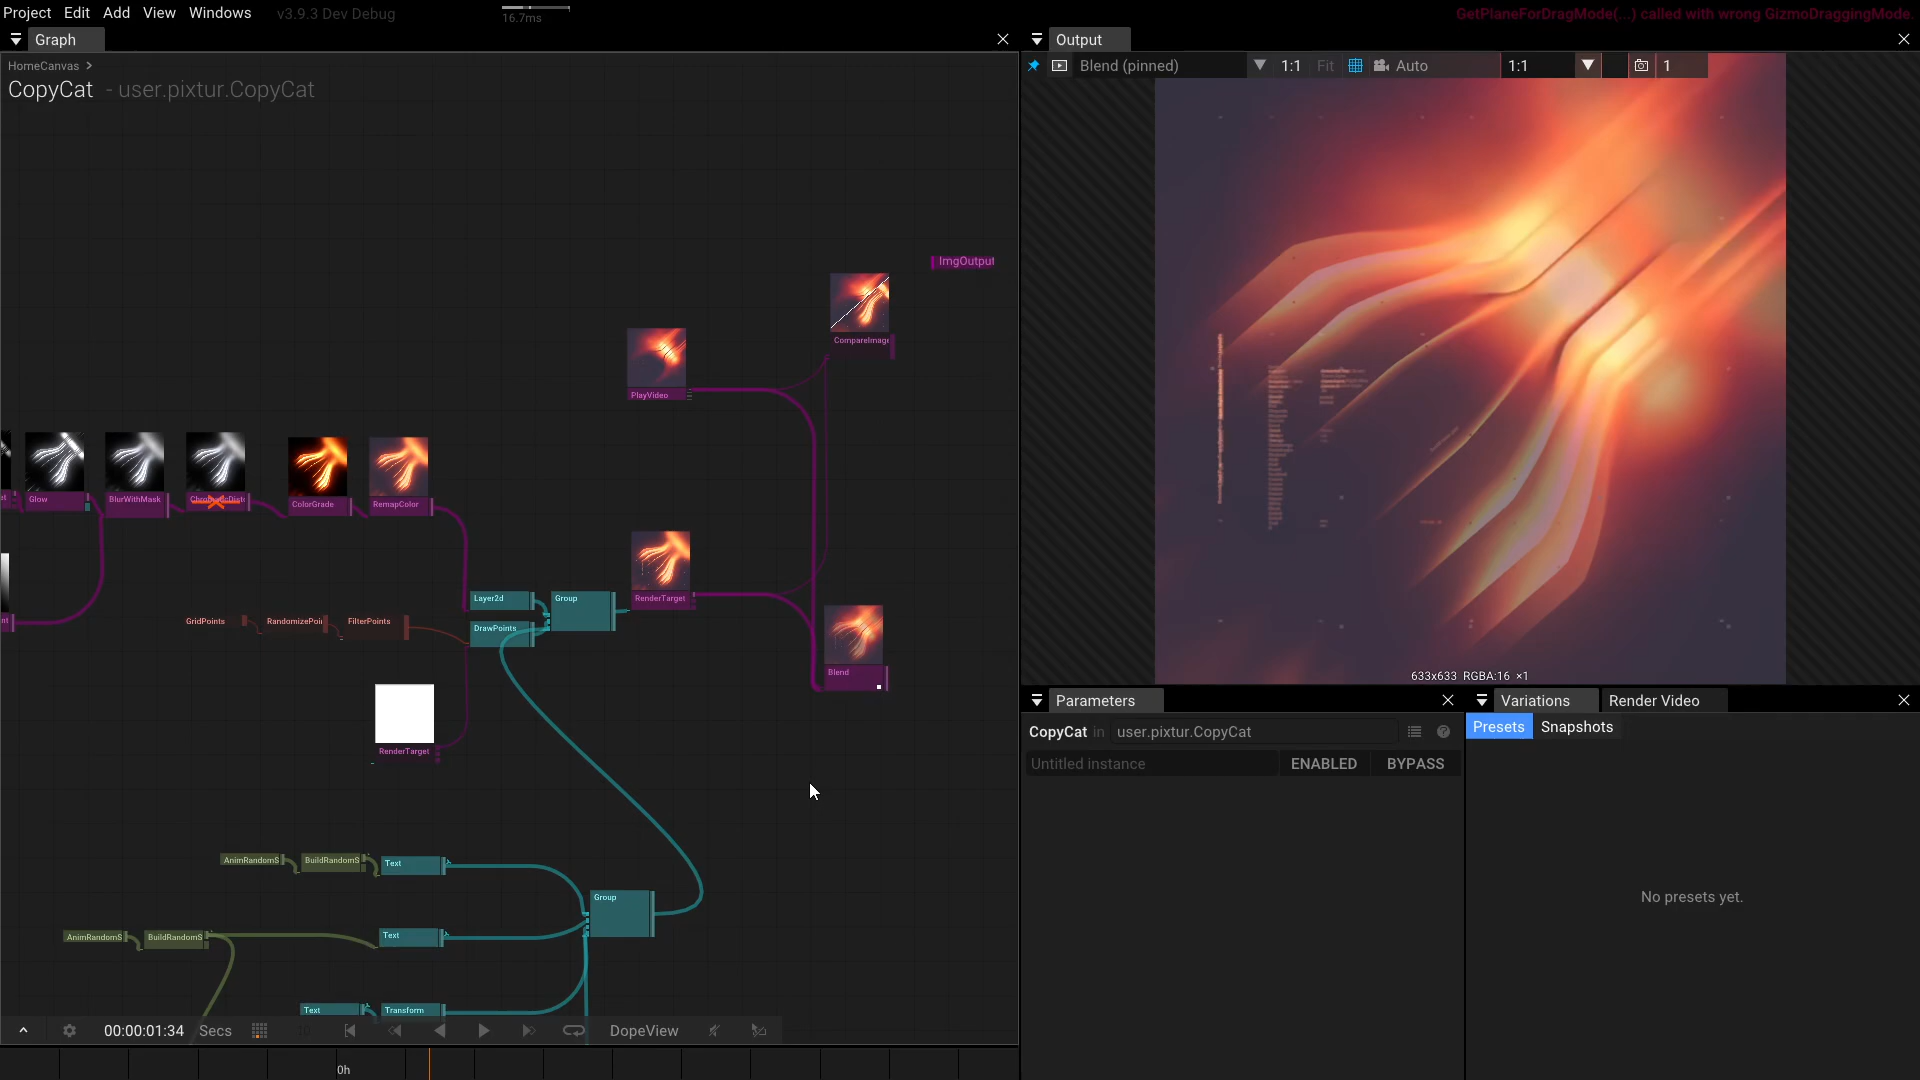 Project Edit Add View Windows v3.9.3 Dev Debug 16.7ms GetPlaneForDragMode(...) called with wrong GizmoDraggingMode.
Graph
Output
HomeCanvas >
CopyCat - user.pixtur.CopyCat
Blend (pinned) 1:1 Fit Auto 1:1 1
ImgOutput
CompareImage
PlayVideo
Glow
BlurWithMask
ColorGrade
RemapColor
Layer2d
Group
RenderTarget
GridPoints
RandomizePoi
FilterPoints
DrawPoints
Blend
RenderTarget
633x633 RGBA:16 ×1
Parameters
Variations
Render Video
CopyCat in user.pixtur.CopyCat
Presets
Snapshots
Untitled instance
ENABLED
BYPASS
No presets yet.
AnimRandomS
BuildRandomS
Text
Group
AnimRandomS
BuildRandomS
Text
Text
Transform
00:00:01:34 Secs DopeView
0h